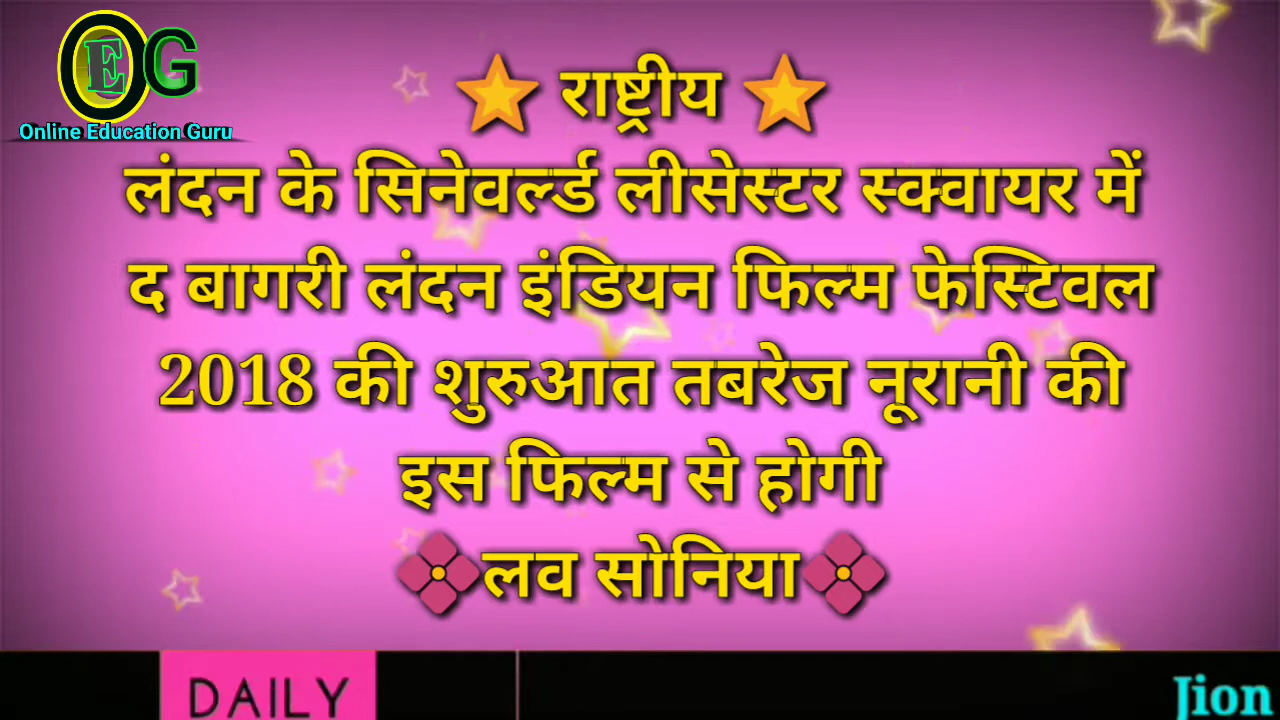 OEG
Online Education Guru
राष्ट्रीय
लंदन के सिनेवर्ल्ड लीसेस्टर स्क्वायर में
द बागरी लंदन इंडियन फिल्म फेस्टिवल
2018 की शुरुआत तबरेज नूरानी की
इस फिल्म से होगी
लव सोनिया
DAILY
Jion